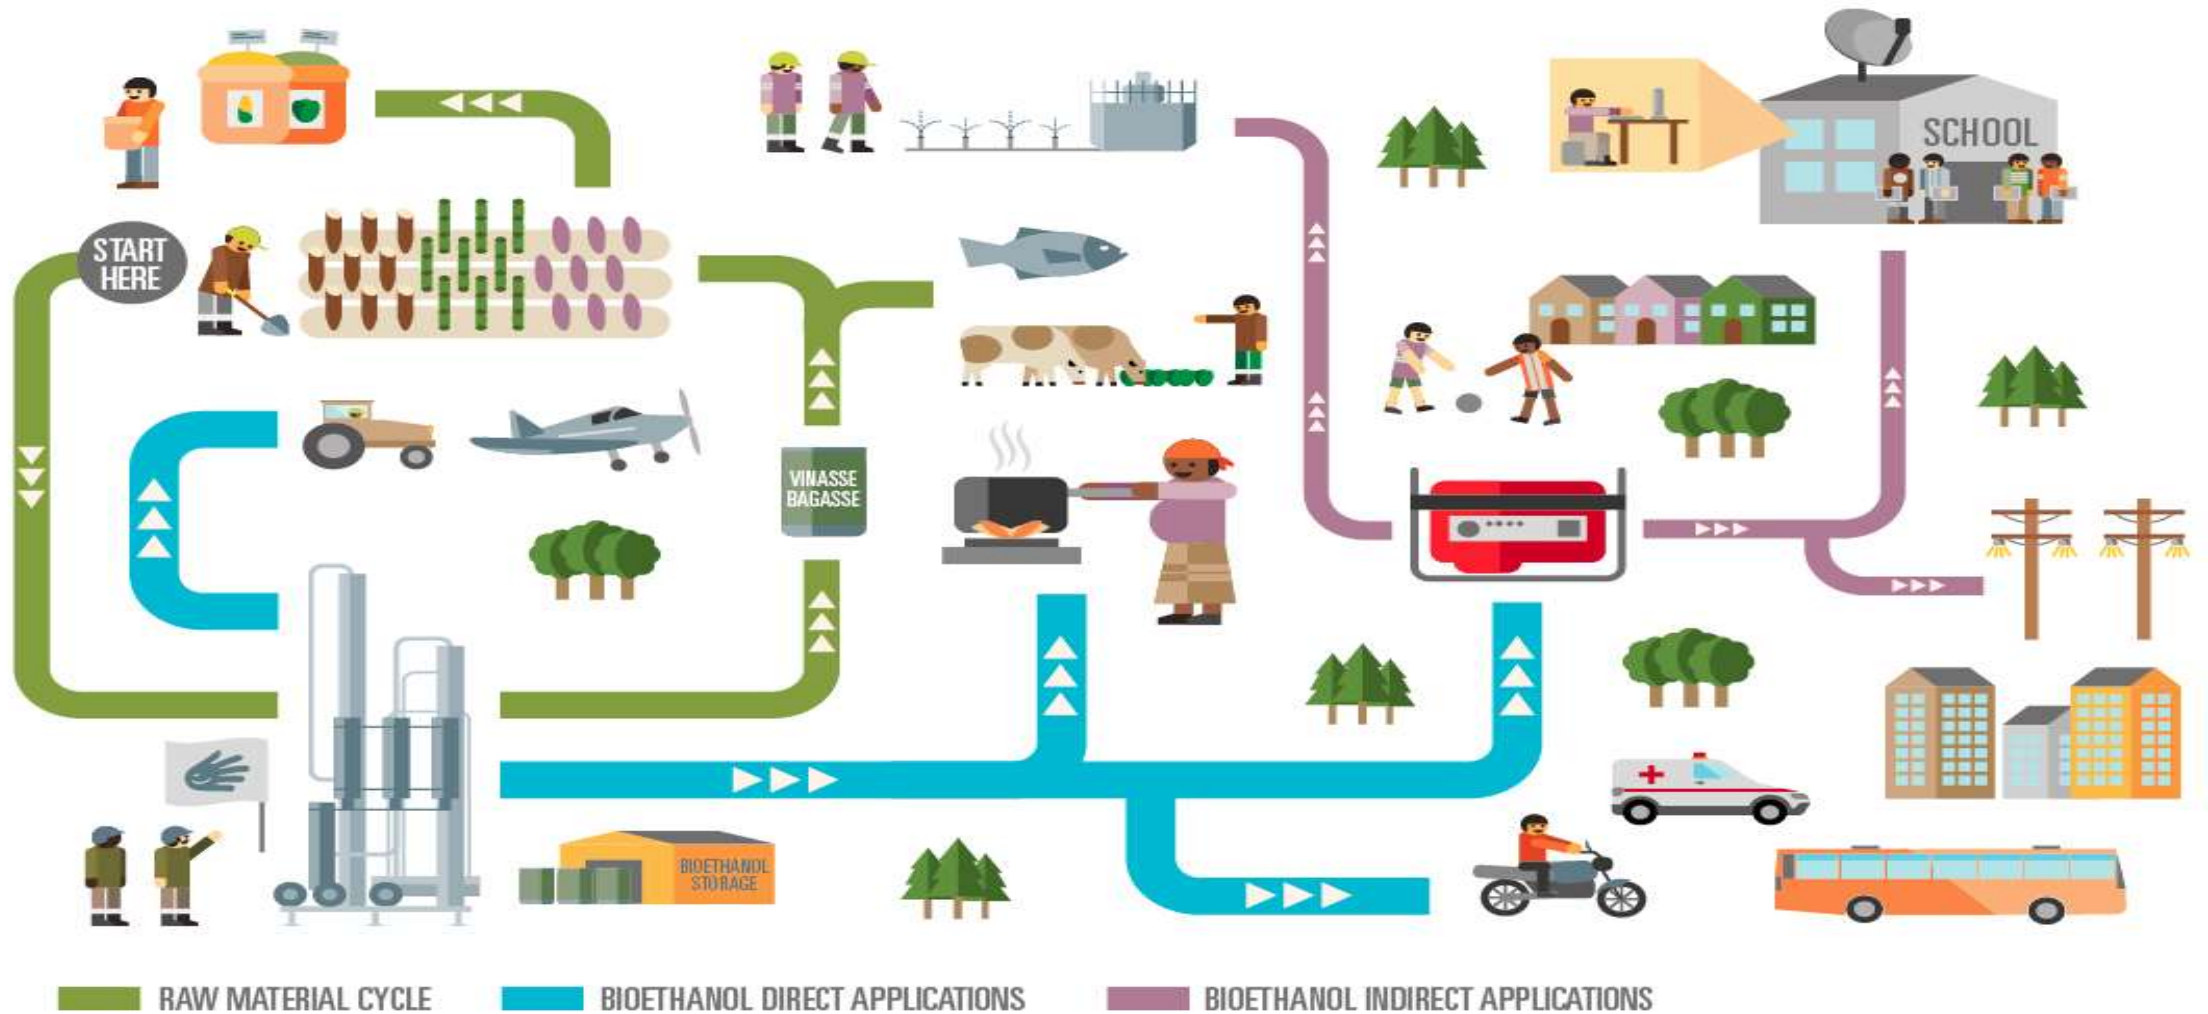 SCHOOL
START
HERE
VINASSE
BAGASSE
BIOETHANOL
STORAGE
RAW MATERIAL CYCLE
BIOETHANOL DIRECT APPLICATIONS
BIOETHANOL INDIRECT APPLICATIONS